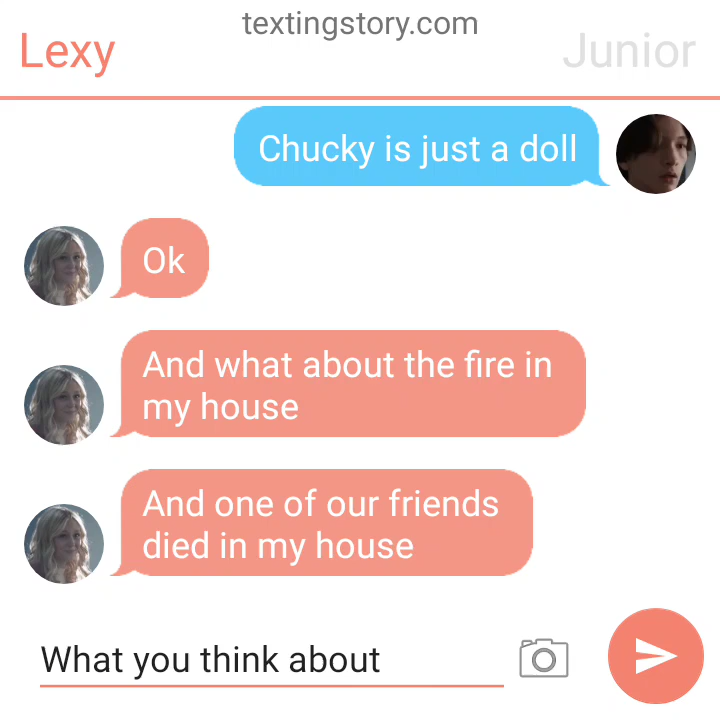 textingstory.com
Lexy
Junior
Chucky is just a doll
Ok
And what about the fire in
my house
And one of our friends
died in my house
What you think about